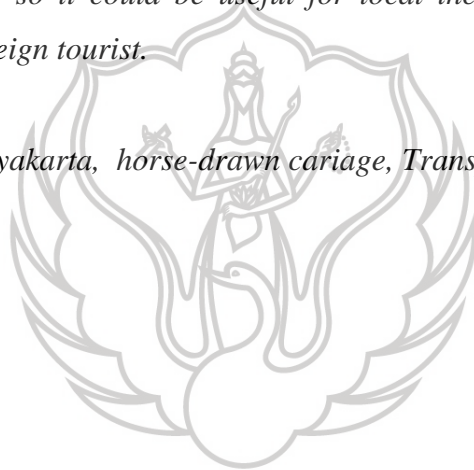 so it could be useful for local the
eign tourist.
yakarta, horse-drawn cariage, Trans